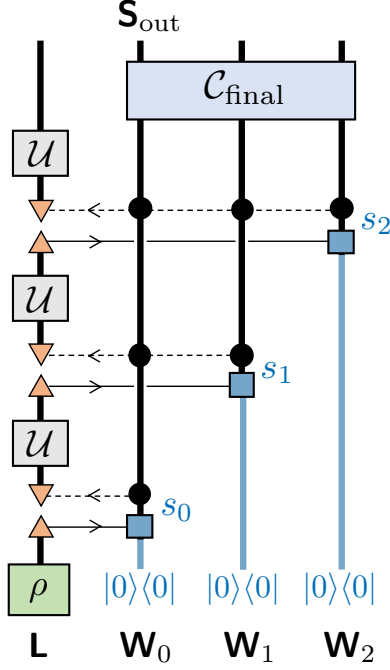 S_out
C_final
U
s_2
U
s_1
U
s_0
ρ |0⟩⟨0| |0⟩⟨0| |0⟩⟨0|
L W_0 W_1 W_2